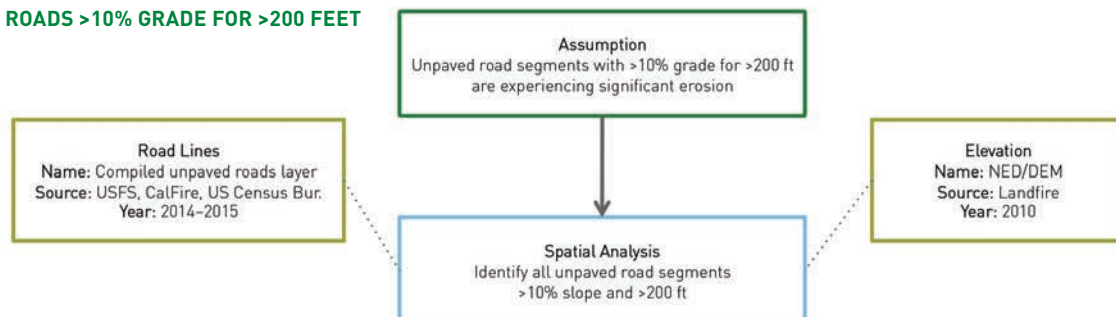 ROADS >10% GRADE FOR >200 FEET
Assumption
Unpaved road segments with >10% grade for >200 ft
are experiencing significant erosion
Road Lines
Name: Compiled unpaved roads layer
Source: USFS, CalFire, US Census Bur.
Year: 2014–2015
Elevation
Name: NED/DEM
Source: Landfire
Year: 2010
Spatial Analysis
Identify all unpaved road segments
>10% slope and >200 ft